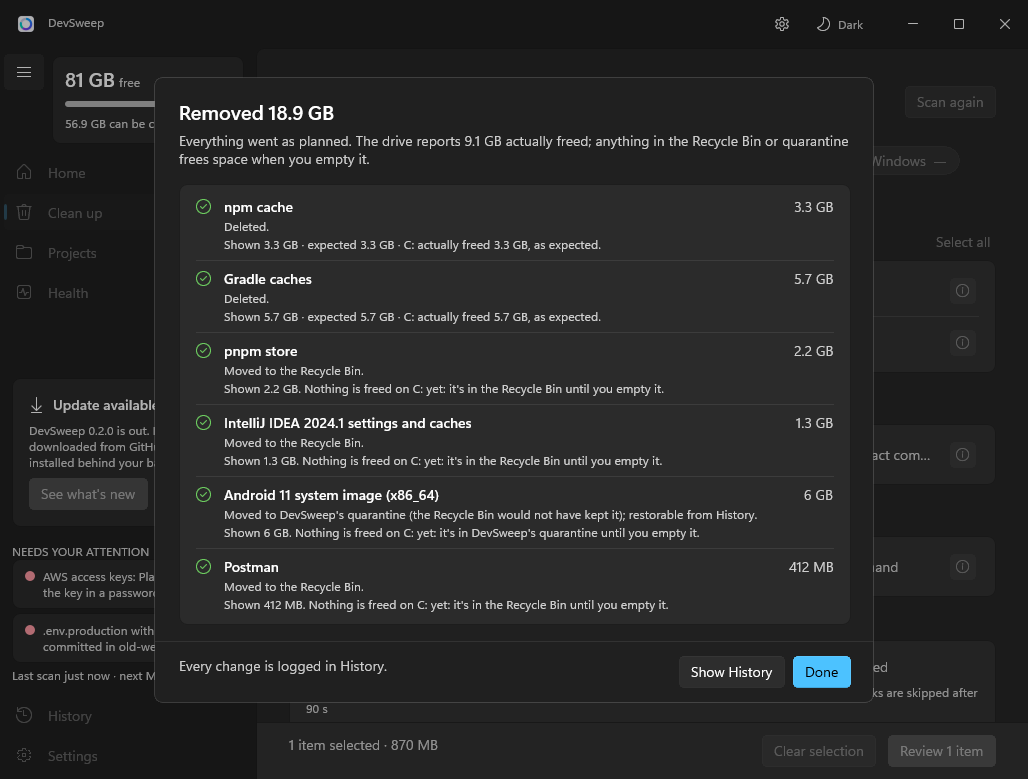 DevSweep
Dark
81 GB free
56.9 GB can be c
Scan again
Windows —
Home
Clean up
Projects
Health
Select all
Removed 18.9 GB
Everything went as planned. The drive reports 9.1 GB actually freed; anything in the Recycle Bin or quarantine
frees space when you empty it.
npm cache
3.3 GB
Deleted.
Shown 3.3 GB · expected 3.3 GB · C: actually freed 3.3 GB, as expected.
Gradle caches
5.7 GB
Deleted.
Shown 5.7 GB · expected 5.7 GB · C: actually freed 5.7 GB, as expected.
pnpm store
2.2 GB
Moved to the Recycle Bin.
Shown 2.2 GB. Nothing is freed on C: yet: it's in the Recycle Bin until you empty it.
IntelliJ IDEA 2024.1 settings and caches
1.3 GB
Moved to the Recycle Bin.
Shown 1.3 GB. Nothing is freed on C: yet: it's in the Recycle Bin until you empty it.
Android 11 system image (x86_64)
6 GB
Moved to DevSweep's quarantine (the Recycle Bin would not have kept it); restorable from History.
Shown 6 GB. Nothing is freed on C: yet: it's in DevSweep's quarantine until you empty it.
Postman
412 MB
Moved to the Recycle Bin.
Shown 412 MB. Nothing is freed on C: yet: it's in the Recycle Bin until you empty it.
Every change is logged in History.
Show History
Done
Update available
DevSweep 0.2.0 is out.
downloaded from GitH
installed behind your b
See what's new
NEEDS YOUR ATTENTION
AWS access keys: Pla
the key in a passwor
.env.production with
committed in old-we
Last scan just now · next M
History
Settings
act com...
hand
ed
ks are skipped after
90 s
1 item selected · 870 MB
Clear selection
Review 1 item